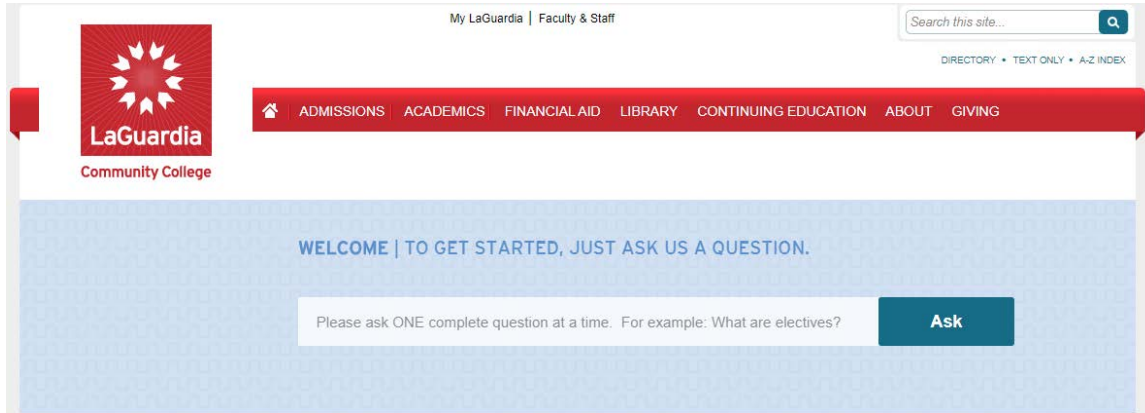 My LaGuardia | Faculty & Staff
Search this site...
DIRECTORY • TEXT ONLY • A-Z INDEX
ADMISSIONS ACADEMICS FINANCIAL AID LIBRARY CONTINUING EDUCATION ABOUT GIVING
LaGuardia
Community College
WELCOME | TO GET STARTED, JUST ASK US A QUESTION.
Please ask ONE complete question at a time. For example: What are electives? Ask